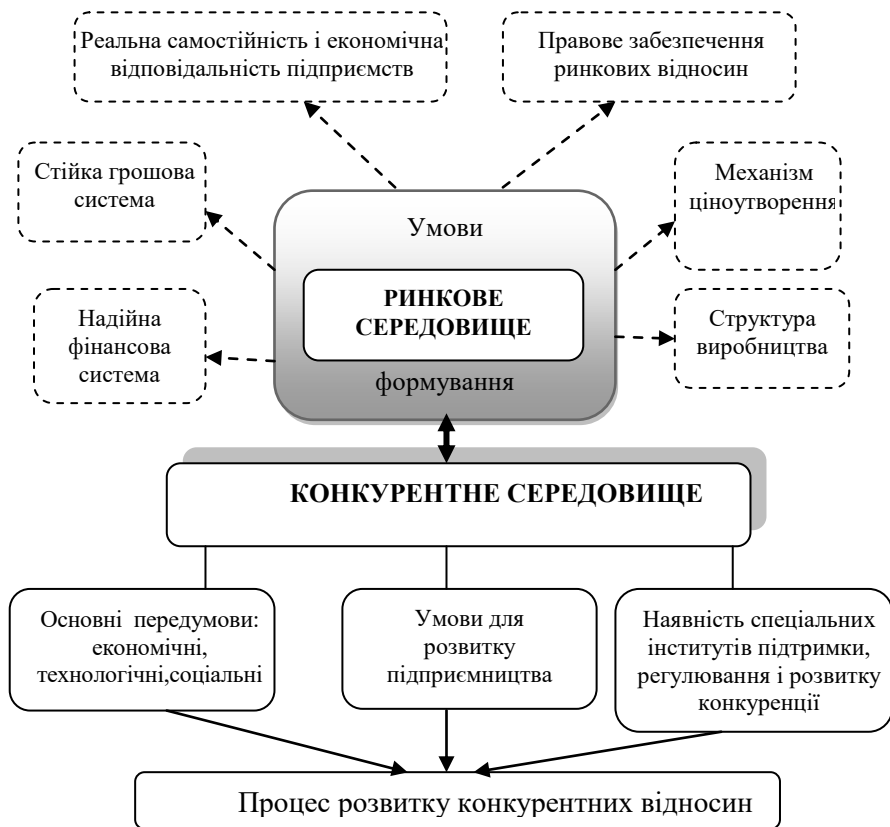 Реальна самостійність і економічна
відповідальність підприємств
Правове забезпечення
ринкових відносин
Стійка грошова
система
Механізм
ціноутворення
Умови
РИНКОВЕ
СЕРЕДОВИЩЕ
формування
Надійна
фінансова
система
Структура
виробництва
КОНКУРЕНТНЕ СЕРЕДОВИЩЕ
Основні передумови:
економічні,
технологічні,соціальні
Умови для
розвитку
підприємництва
Наявність спеціальних
інститутів підтримки,
регулювання і розвитку
конкуренції
Процес розвитку конкурентних відносин